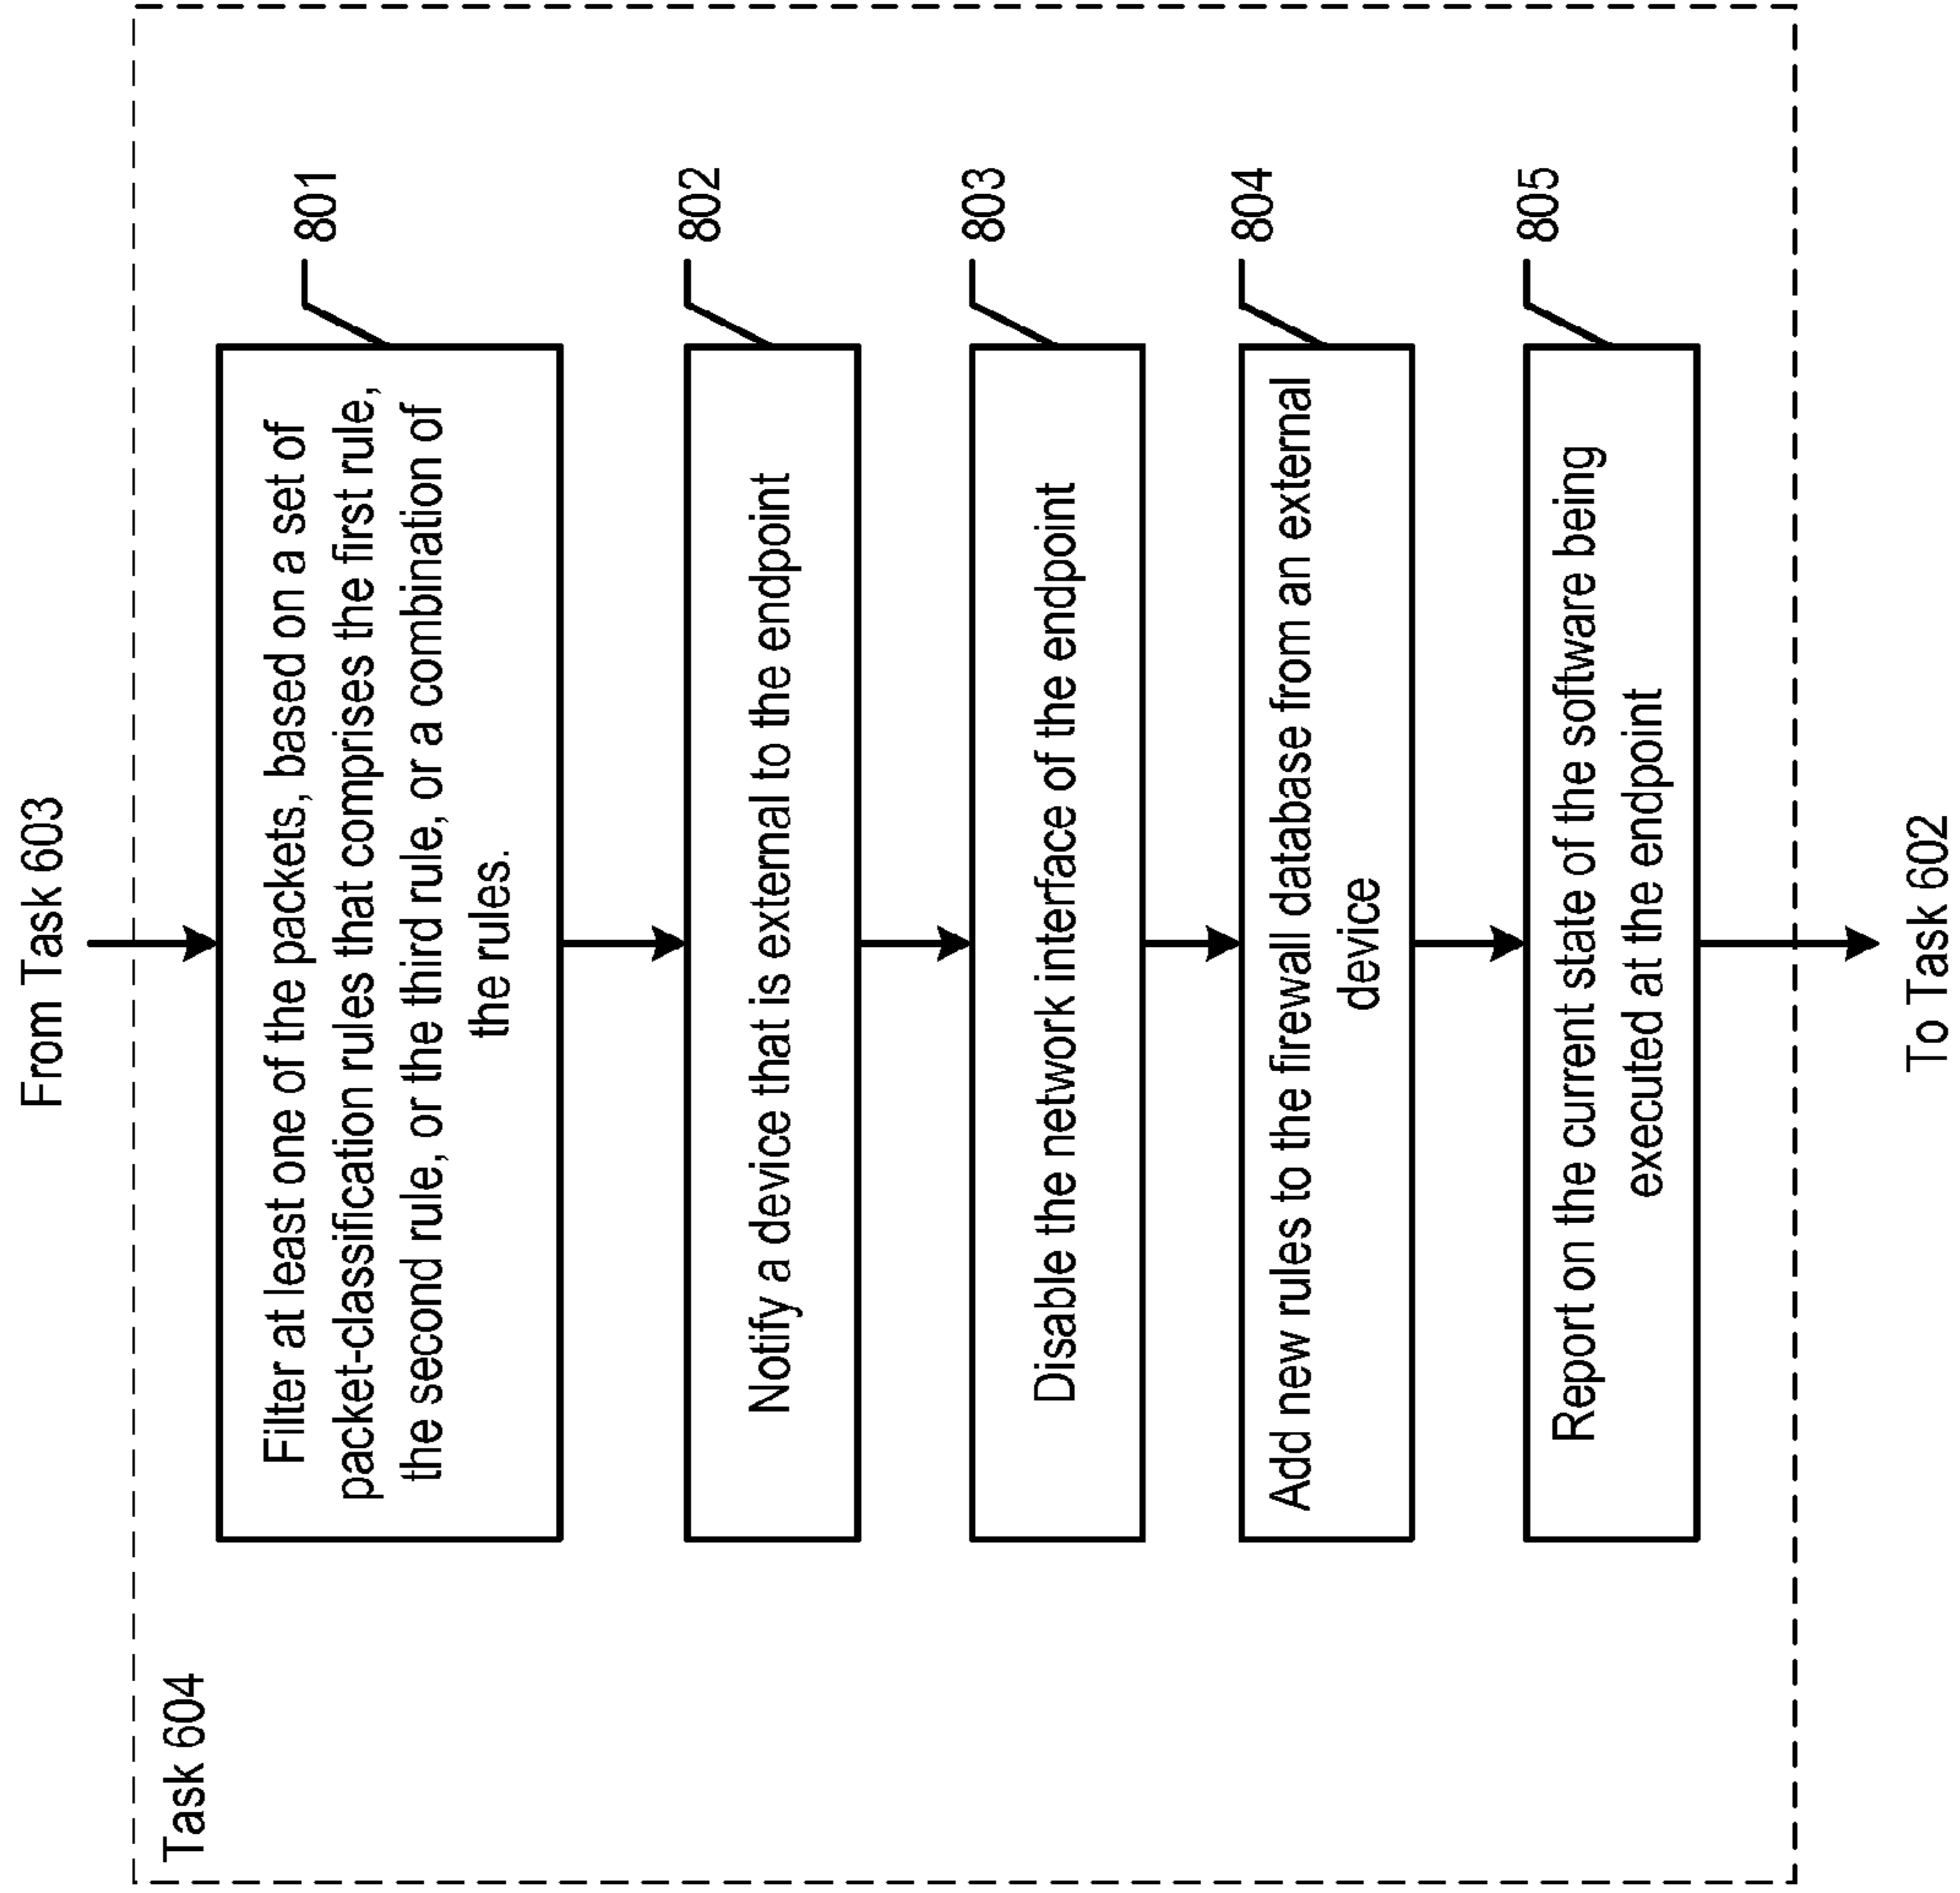 From Task 603
Task 604
Filter at least one of the packets, based on a set of
packet-classification rules that comprises the first rule,
the second rule, or the third rule, or a combination of
the rules.
801
Notify a device that is external to the endpoint
802
Disable the network interface of the endpoint
803
Add new rules to the firewall database from an external
device
804
Report on the current state of the software being
executed at the endpoint
805
To Task 602